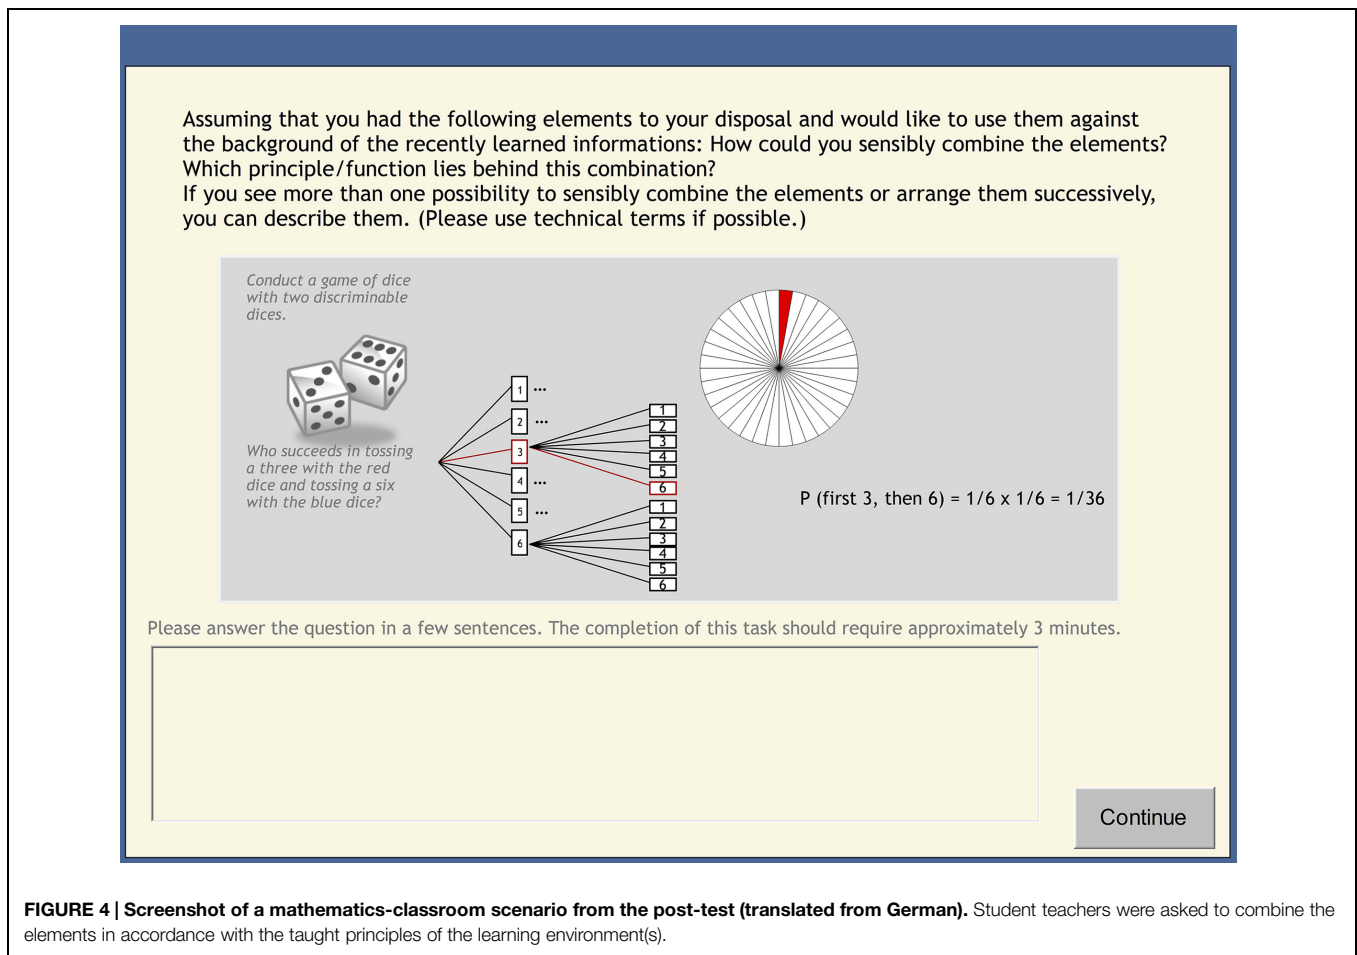 Assuming that you had the following elements to your disposal and would like to use them against
the background of the recently learned informations: How could you sensibly combine the elements?
Which principle/function lies behind this combination?
If you see more than one possibility to sensibly combine the elements or arrange them successively,
you can describe them. (Please use technical terms if possible.)
Conduct a game of dice
with two discriminable
dices.
Who succeeds in tossing
a three with the red
dice and tossing a six
with the blue dice?
1 ...
2 ...
3
4 ...
5 ...
6
1
2
3
4
5
6
1
2
3
4
5
6
P (first 3, then 6) = 1/6 x 1/6 = 1/36
Please answer the question in a few sentences. The completion of this task should require approximately 3 minutes.
Continue
FIGURE 4 | Screenshot of a mathematics-classroom scenario from the post-test (translated from German). Student teachers were asked to combine the
elements in accordance with the taught principles of the learning environment(s).